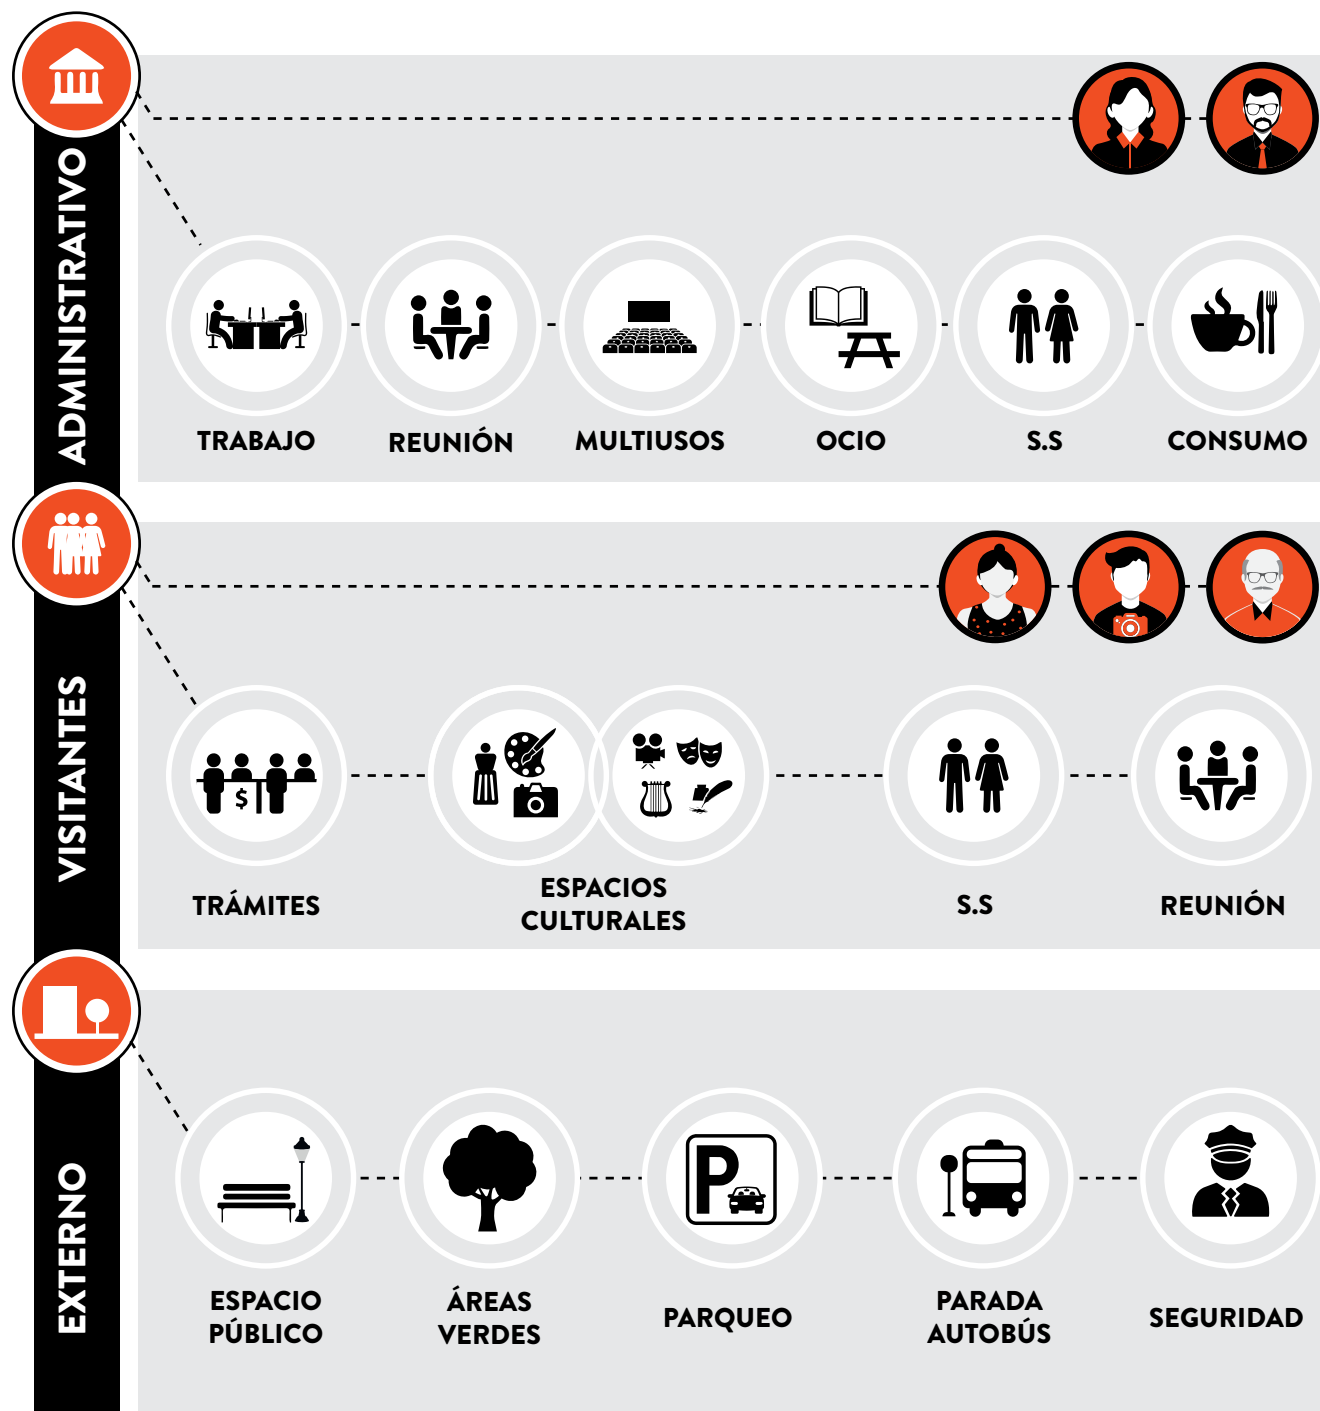 ADMINISTRATIVO
TRABAJO
REUNIÓN
MULTIUSOS
OCIO
S.S
CONSUMO
VISITANTES
$
TRÁMITES
ESPACIOS
CULTURALES
S.S
REUNIÓN
EXTERNO
P
ESPACIO
PÚBLICO
ÁREAS
VERDES
PARQUEO
PARADA
AUTOBÚS
SEGURIDAD